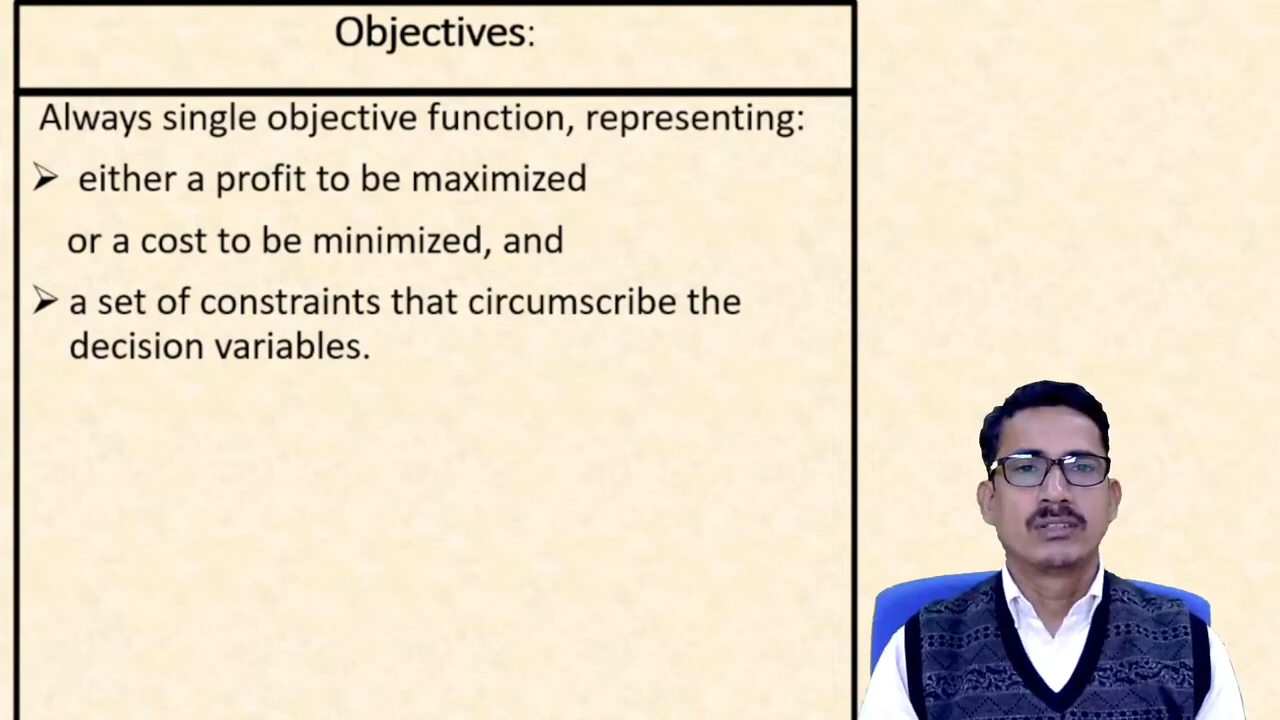 Objectives:
Always single objective function, representing:
➢ either a profit to be maximized
or a cost to be minimized, and
➢ a set of constraints that circumscribe the
decision variables.